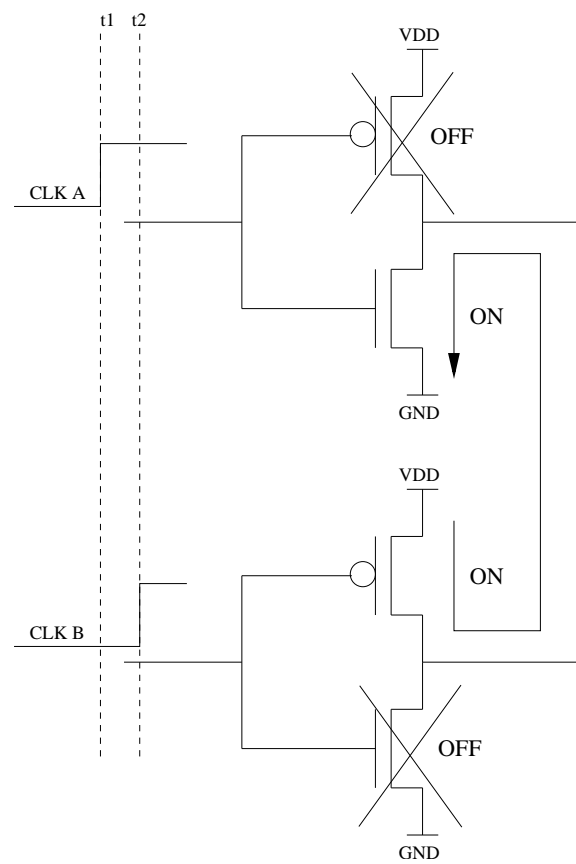 t1 t2
VDD
OFF
CLK A
ON
GND
VDD
ON
CLK B
OFF
GND